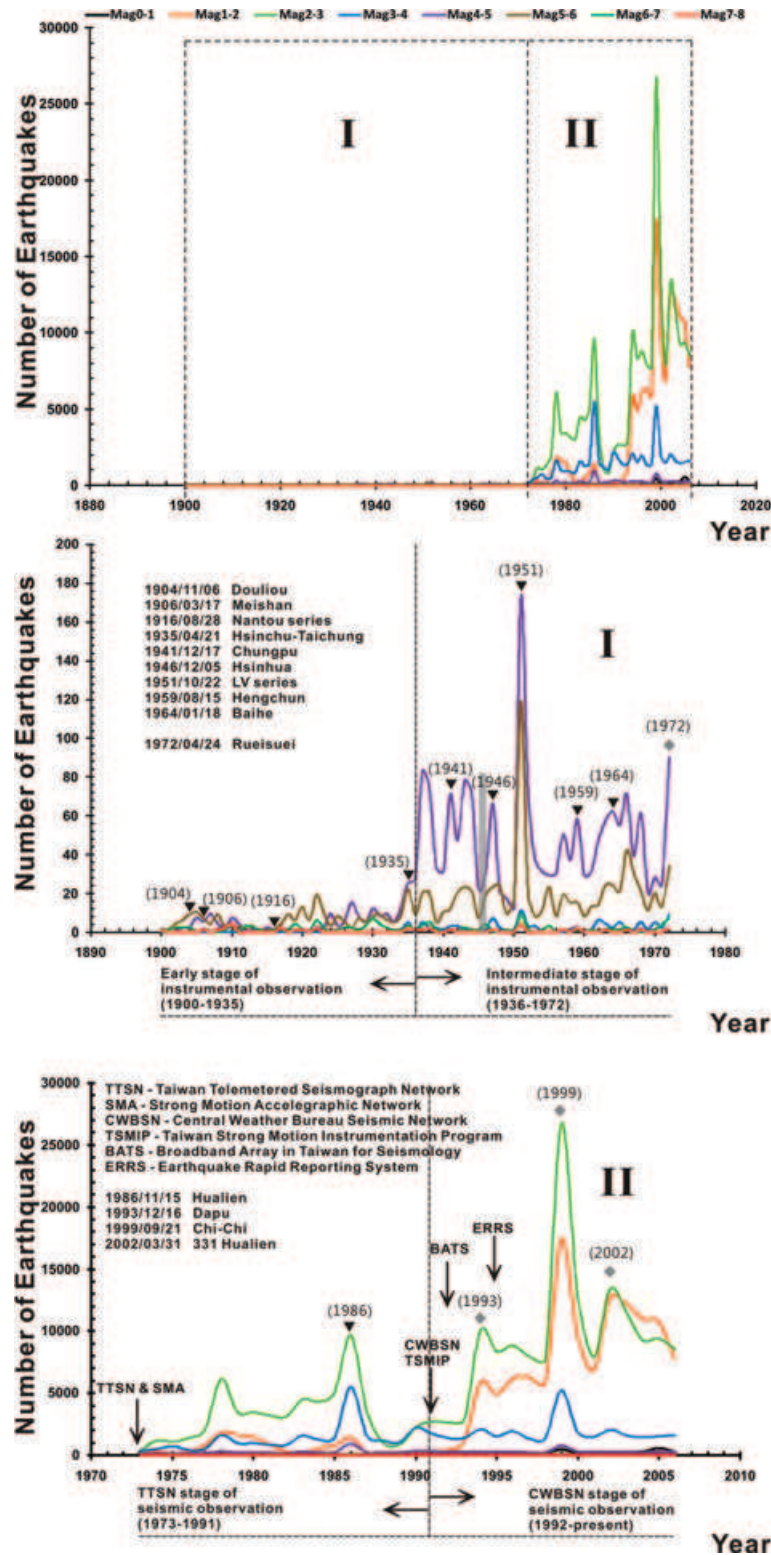 Mag0-1 Mag1-2 Mag2-3 Mag3-4 Mag4-5 Mag5-6 Mag6-7 Mag7-8
Number of Earthquakes
30000
25000
20000
15000
10000
5000
0
I
II
1880 1900 1920 1940 1960 1980 2000 2020
Year
Number of Earthquakes
200
180
160
140
120
100
80
60
40
20
0
1904/11/06 Douliou
1906/03/17 Meishan
1916/08/28 Nantou series
1935/04/21 Hsinchu-Taichung
1941/12/17 Chungpu
1946/12/05 Hsinhua
1951/10/22 LV series
1959/08/15 Hengchun
1964/01/18 Baihe
1972/04/24 Rueisuei
(1951)
I
(1972)
(1941)
(1946)
(1964)
(1959)
(1935)
(1904)
(1906)
(1916)
1890 1900 1910 1920 1930 1940 1950 1960 1970 1980
Early stage of
instrumental observation
(1900-1935)
Intermediate stage of
instrumental observation
(1936-1972)
Year
Number of Earthquakes
30000
25000
20000
15000
10000
5000
0
TTSN - Taiwan Telemetered Seismograph Network
SMA - Strong Motion Accelegraphic Network
CWBSN - Central Weather Bureau Seismic Network
TSMIP - Taiwan Strong Motion Instrumentation Program
BATS - Broadband Array in Taiwan for Seismology
ERRS - Earthquake Rapid Reporting System
1986/11/15 Hualien
1993/12/16 Dapu
1999/09/21 Chi-Chi
2002/03/31 331 Hualien
(1999)
II
ERRS
BATS
(2002)
(1993)
(1986)
CWBSN
TSMIP
TTSN & SMA
1970 1975 1980 1985 1990 1995 2000 2005 2010
TTSN stage of
seismic observation
(1973-1991)
CWBSN stage of
seismic observation
(1992-present)
Year